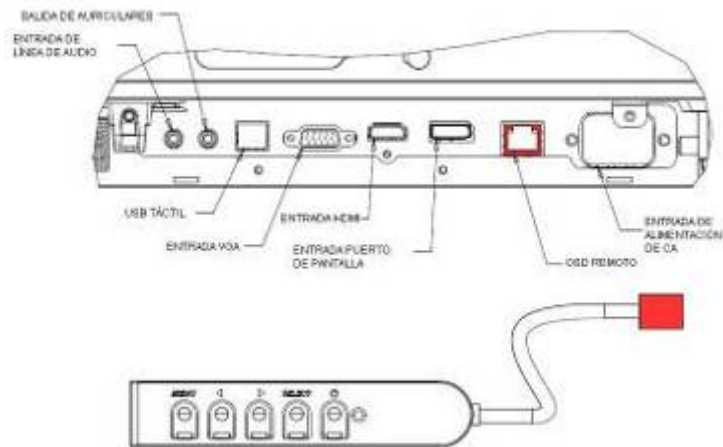 SALIDA DE AURICULARES
ENTRADA DE
LÍNEA DE AUDIO
USB TÁCTIL
ENTRADA VGA
ENTRADA HDMI
ENTRADA PUERTO
DE PANTALLA
OSD REMOTO
ENTRADA DE
ALIMENTACIÓN
DE CA
MENU
SELECT